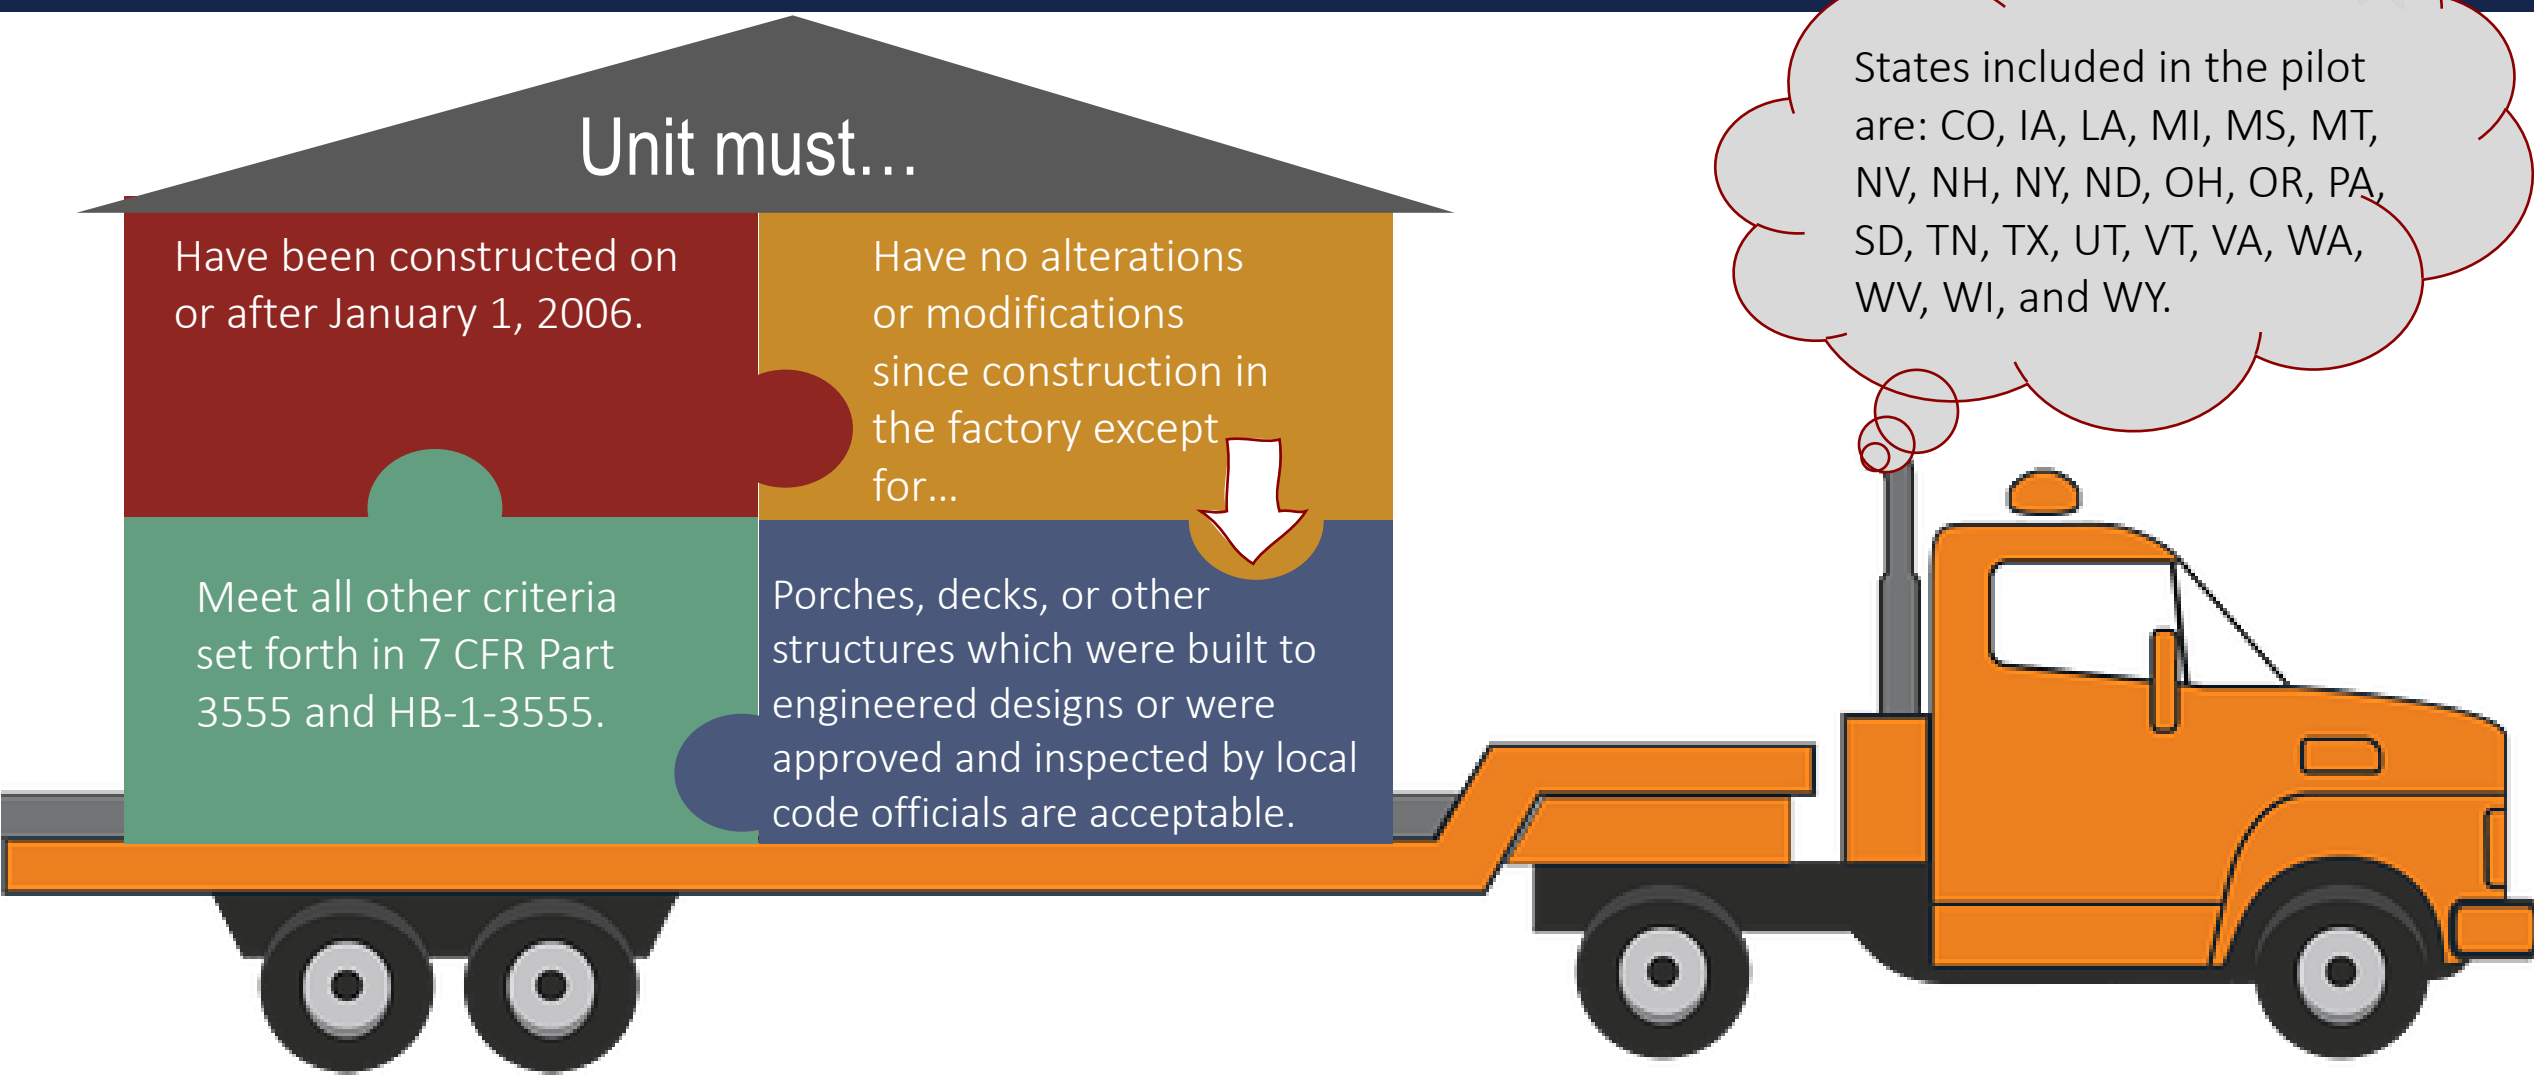 Unit must...
Have been constructed on
or after January 1, 2006.
Have no alterations
or modifications
since construction in
the factory except
for...
Meet all other criteria
set forth in 7 CFR Part
3555 and HB-1-3555.
Porches, decks, or other
structures which were built to
engineered designs or were
approved and inspected by local
code officials are acceptable.
States included in the pilot
are: CO, IA, LA, MI, MS, MT,
NV, NH, NY, ND, OH, OR, PA,
SD, TN, TX, UT, VT, VA, WA,
WV, WI, and WY.